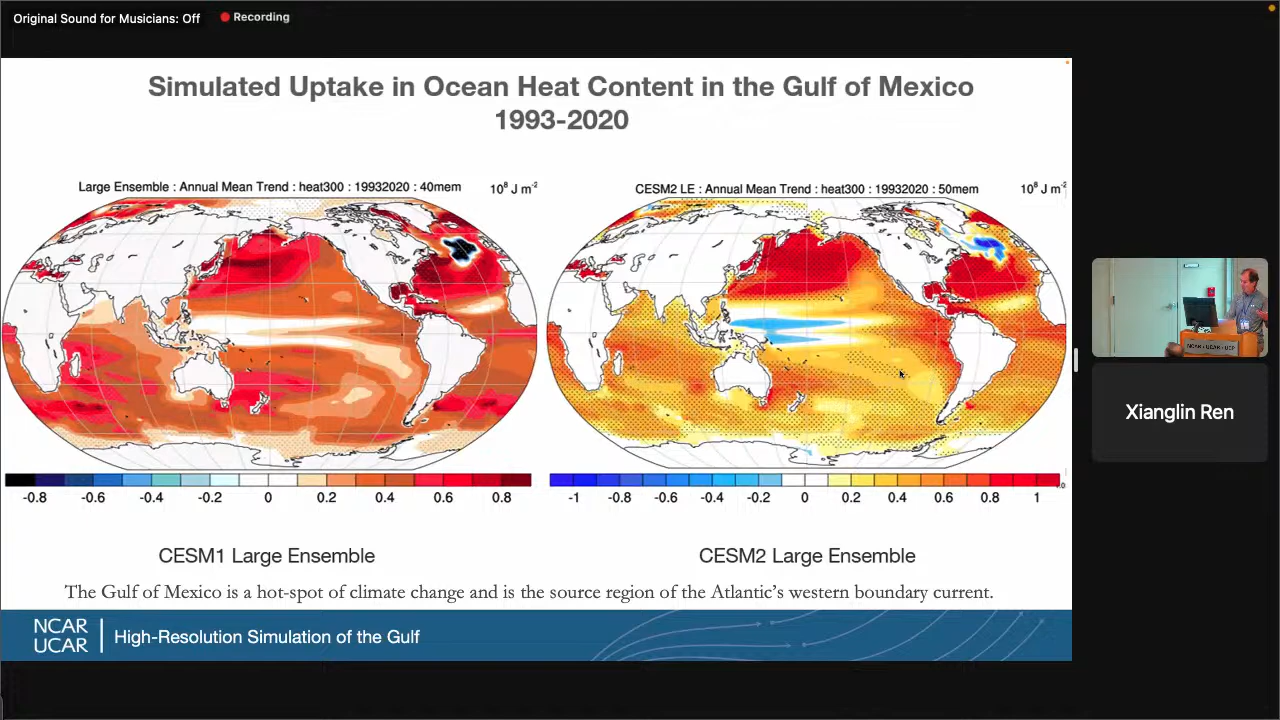 Original Sound for Musicians: Off
Recording
Simulated Uptake in Ocean Heat Content in the Gulf of Mexico
1993-2020
Large Ensemble : Annual Mean Trend : heat300 : 19932020 : 40mem
10⁸ J m⁻²
CESM2 LE : Annual Mean Trend : heat300 : 19932020 : 50mem
10⁸ J m⁻²
-0.8 -0.6 -0.4 -0.2 0 0.2 0.4 0.6 0.8
-1 -0.8 -0.6 -0.4 -0.2 0 0.2 0.4 0.6 0.8 1
CESM1 Large Ensemble
CESM2 Large Ensemble
The Gulf of Mexico is a hot-spot of climate change and is the source region of the Atlantic's western boundary current.
NCAR
UCAR
High-Resolution Simulation of the Gulf
NCAR • UCAR • UCP
Xianglin Ren